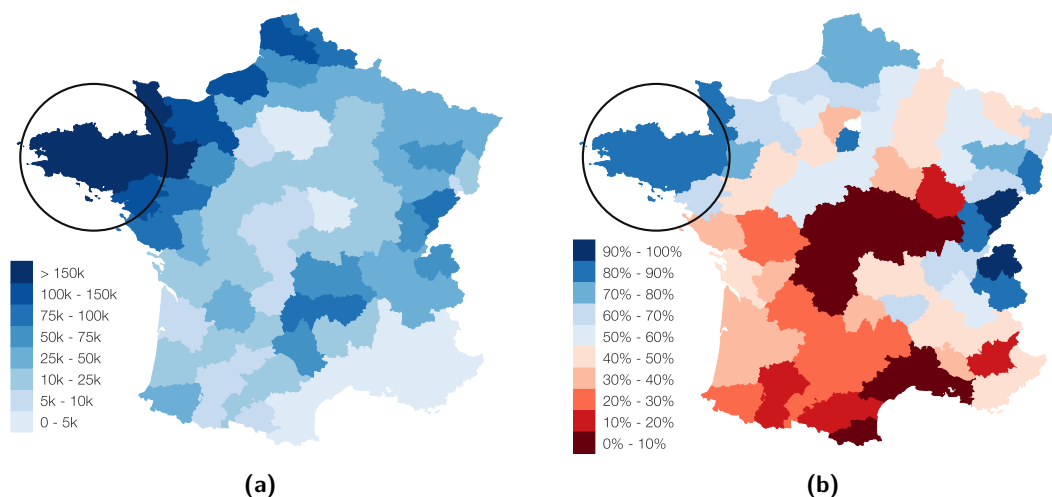 > 150k
100k - 150k
75k - 100k
50k - 75k
25k - 50k
10k - 25k
5k - 10k
0 - 5k
(a)
90% - 100%
80% - 90%
70% - 80%
60% - 70%
50% - 60%
40% - 50%
30% - 40%
20% - 30%
10% - 20%
0% - 10%
(b)